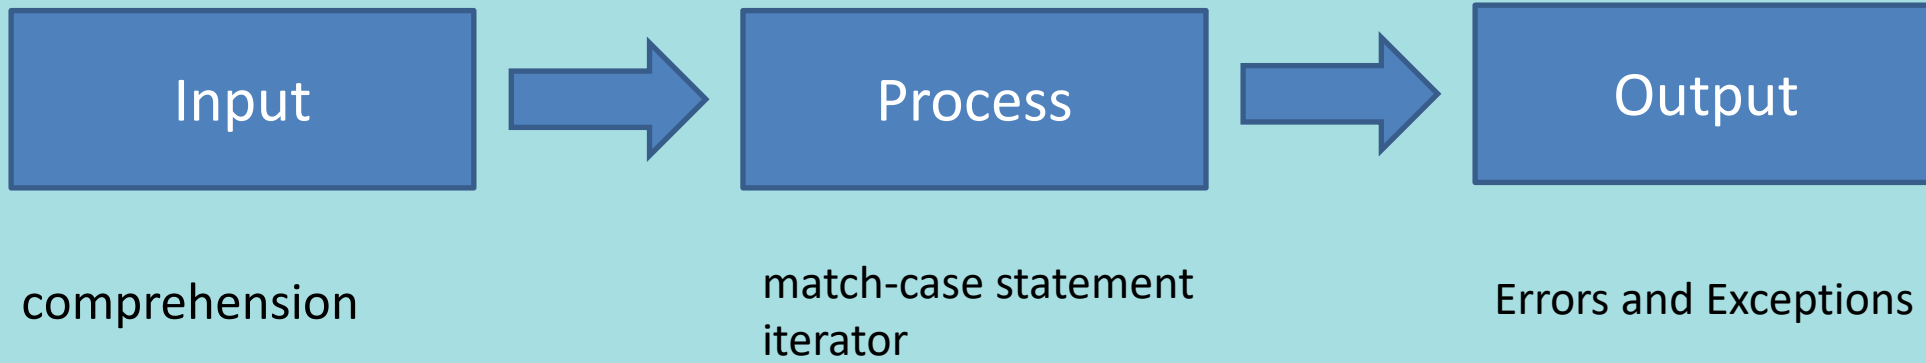 Input
Process
Output
comprehension
match-case statement
iterator
Errors and Exceptions